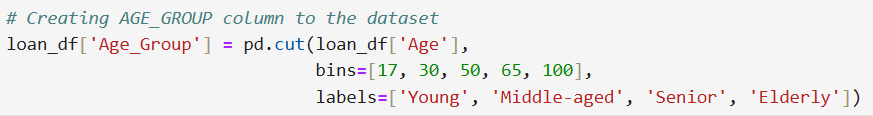 # Creating AGE_GROUP column to the dataset
loan_df['Age_Group'] = pd.cut(loan_df['Age'],
bins=[17, 30, 50, 65, 100],
labels=['Young', 'Middle-aged', 'Senior', 'Elderly'])